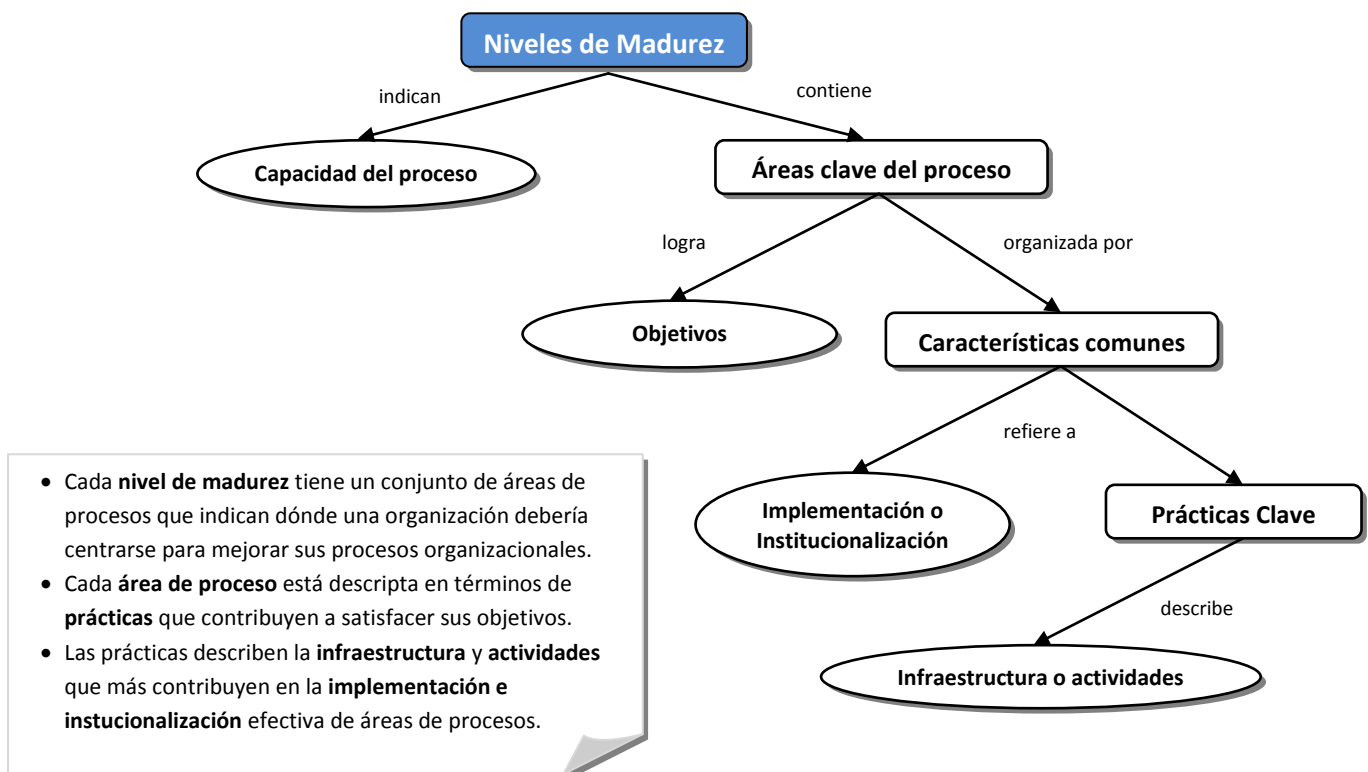 Niveles de Madurez
indican
contiene
Capacidad del proceso
Áreas clave del proceso
logra
organizada por
Objetivos
Características comunes
refiere a
Implementación o
Institucionalización
Prácticas Clave
describe
Infraestructura o actividades
• Cada nivel de madurez tiene un conjunto de áreas de
procesos que indican dónde una organización debería
centrarse para mejorar sus procesos organizacionales.
• Cada área de proceso está descripta en términos de
prácticas que contribuyen a satisfacer sus objetivos.
• Las prácticas describen la infraestructura y actividades
que más contribuyen en la implementación e
instucionalización efectiva de áreas de procesos.